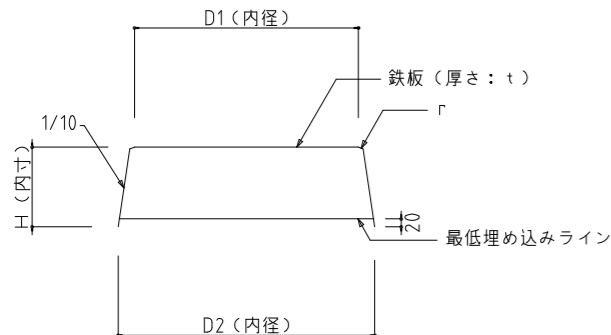 D1（内径）
鉄板（厚さ：t）
r
1/10
H（内寸）
20
最低埋め込みライン
D2（内径）